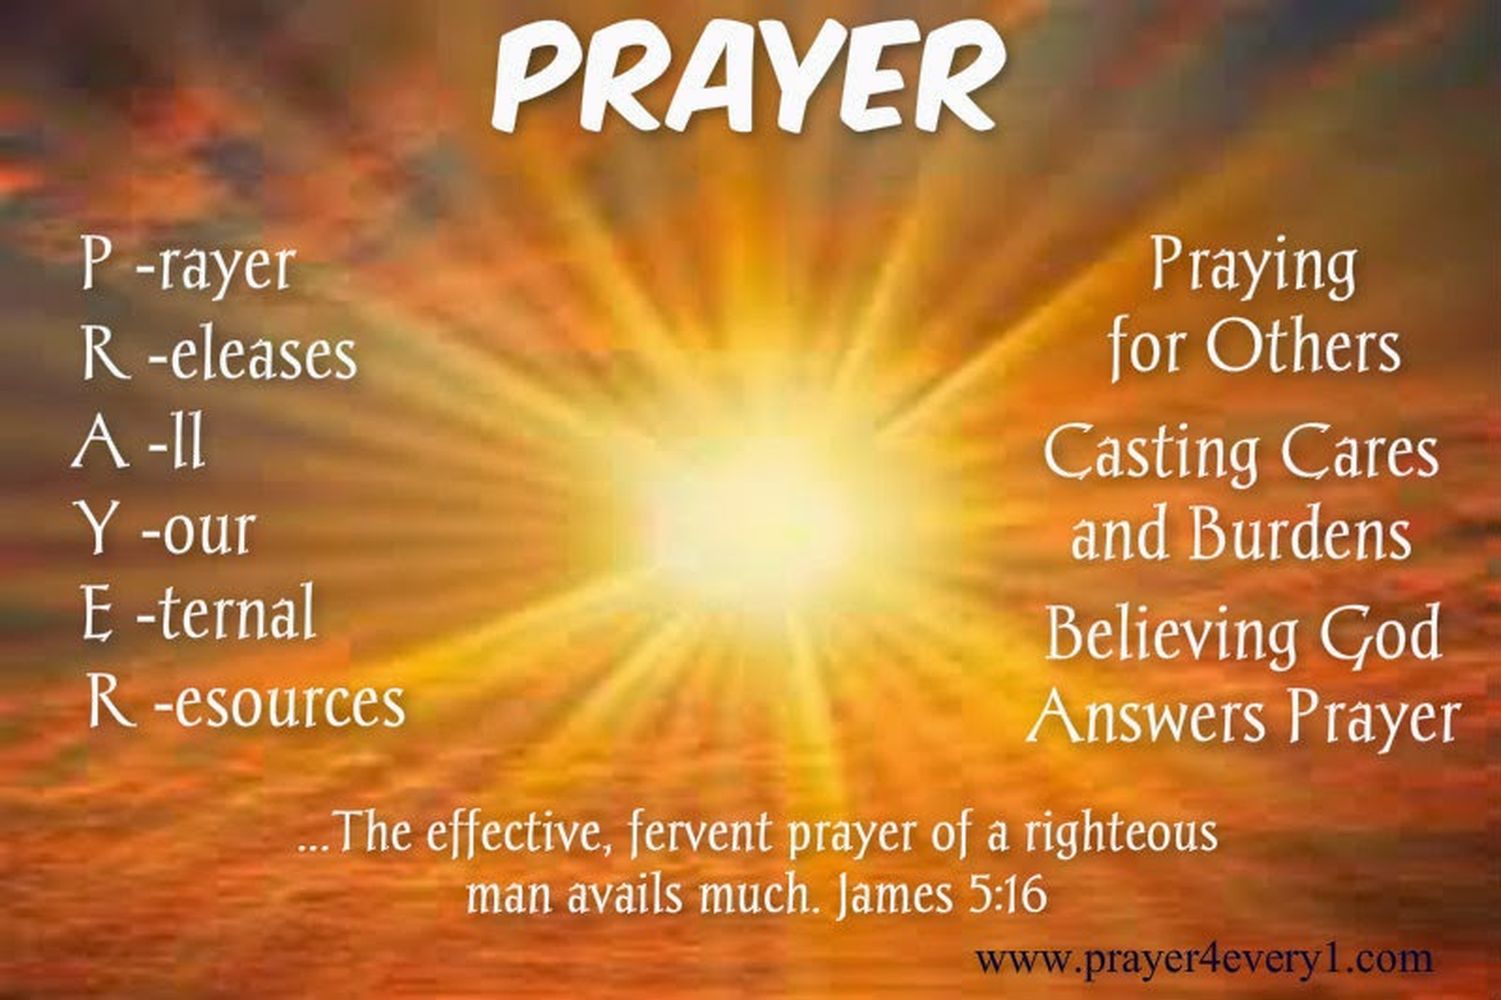 PRAYER
P -rayer
R -eleases
A -ll
Y -our
E -ternal
R -esources
Praying
for Others
Casting Cares
and Burdens
Believing God
Answers Prayer
...The effective, fervent prayer of a righteous
man avails much. James 5:16
www.prayer4every1.com